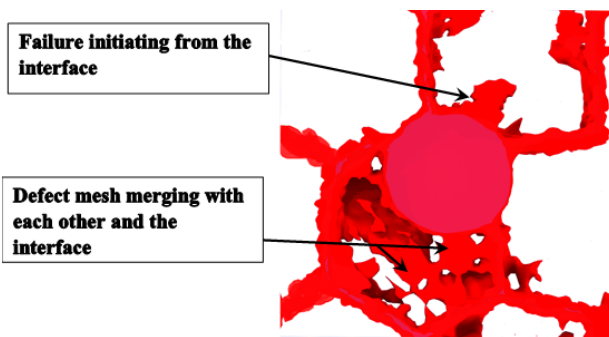 Failure initiating from the
interface
Defect mesh merging with
each other and the
interface